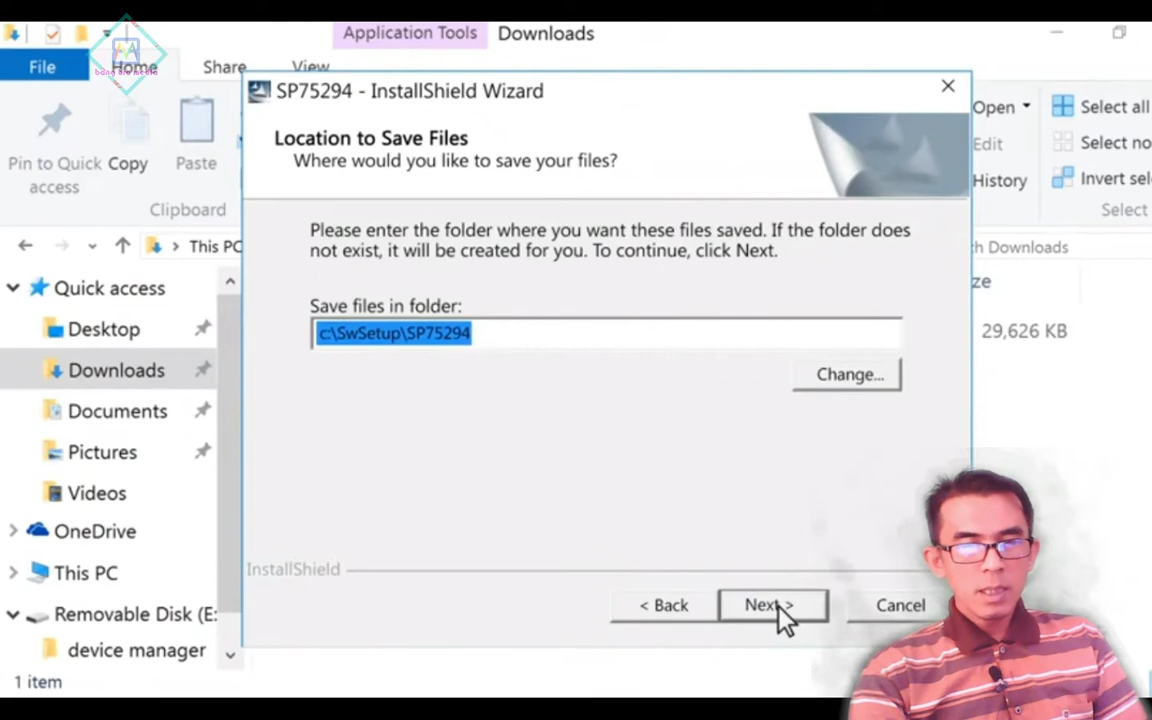 Application Tools
Downloads
File
Home
Share
View
bang alo media
Pin to Quick access
Copy
Paste
Clipboard
Open
Edit
History
Select all
Select no
Invert sel
Select
SP75294 - InstallShield Wizard
Location to Save Files
Where would you like to save your files?
Please enter the folder where you want these files saved. If the folder does
not exist, it will be created for you. To continue, click Next.
Save files in folder:
c:\SwSetup\SP75294
Change...
InstallShield
< Back
Next >
Cancel
This PC
h Downloads
ze
29,626 KB
Quick access
Desktop
Downloads
Documents
Pictures
Videos
OneDrive
This PC
Removable Disk (E:
device manager
1 item